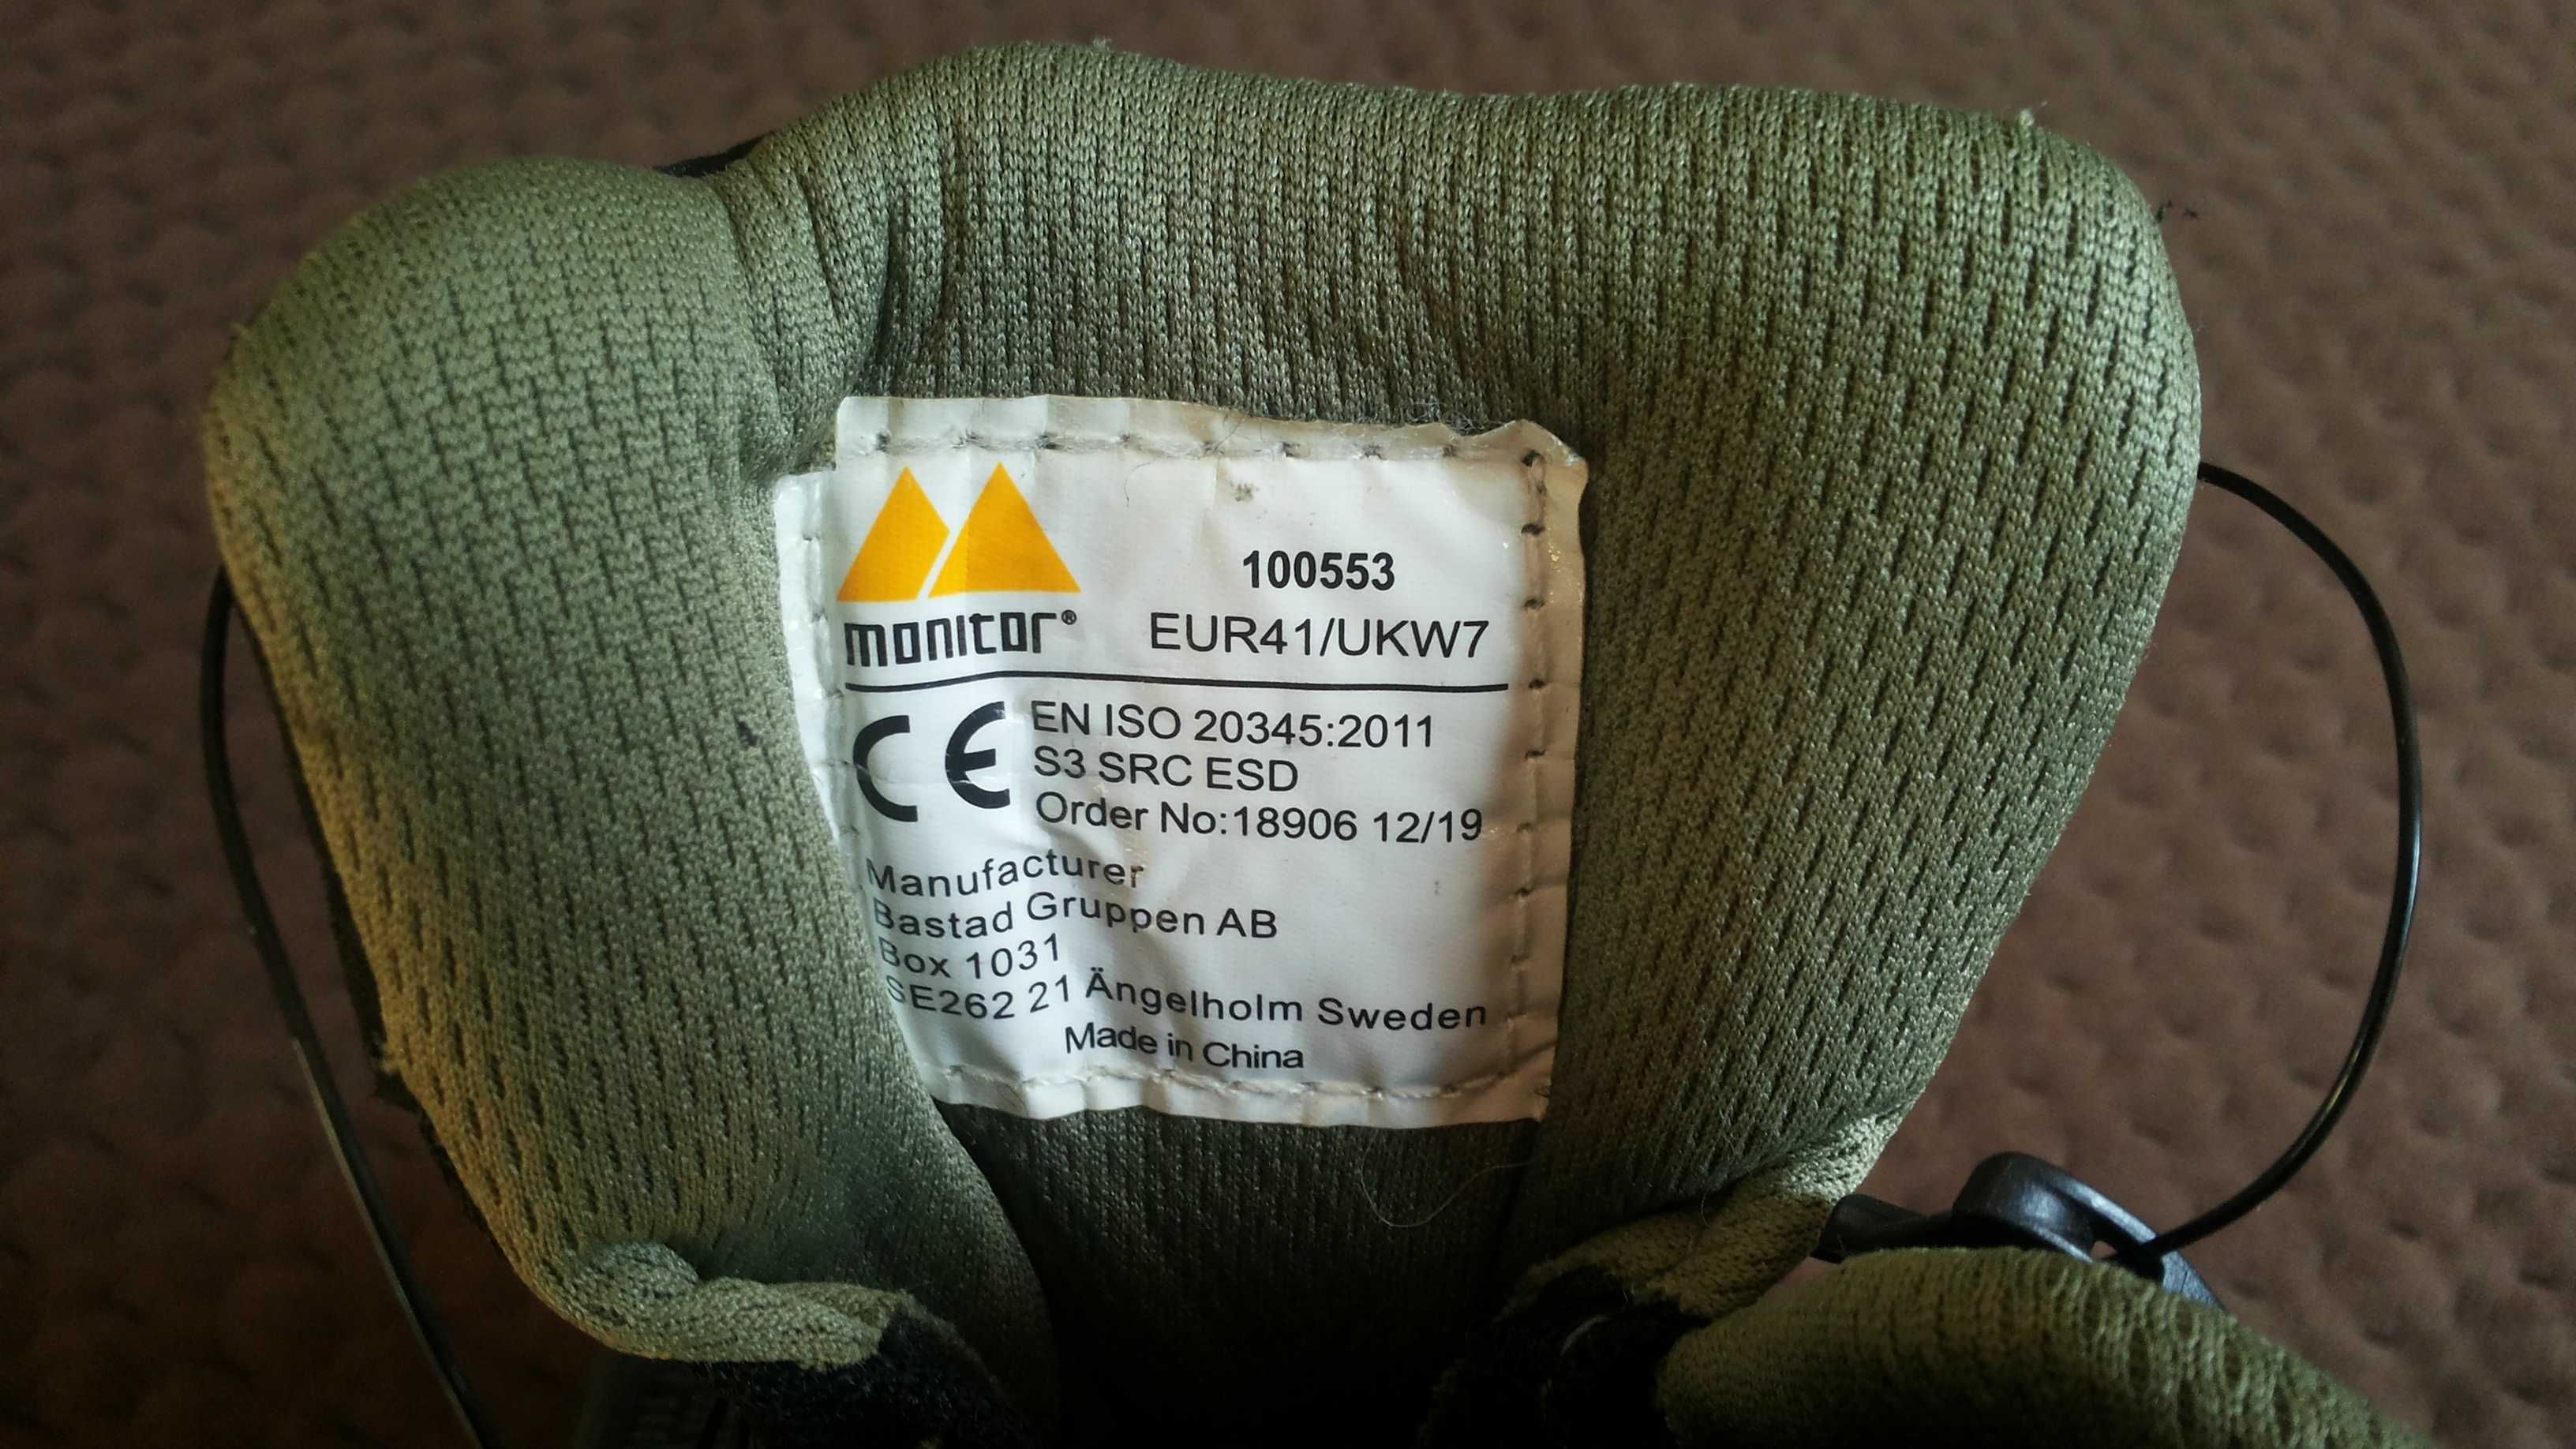 monitor®
100553
EUR41/UKW7
CE
EN ISO 20345:2011
S3 SRC ESD
Order No:18906 12/19
Manufacturer
Bastad Gruppen AB
Box 1031
SE262 21 Ängelholm Sweden
Made in China